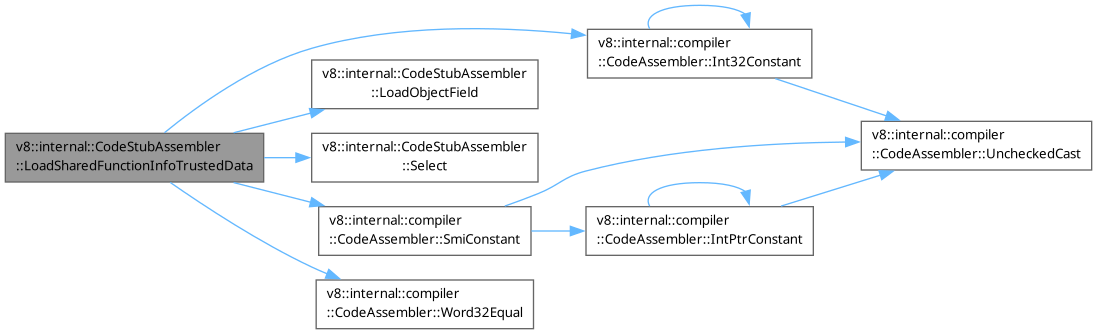 v8::internal::CodeStubAssembler
::LoadSharedFunctionInfoTrustedData
v8::internal::compiler
::CodeAssembler::Int32Constant
v8::internal::CodeStubAssembler
::LoadObjectField
v8::internal::CodeStubAssembler
::Select
v8::internal::compiler
::CodeAssembler::SmiConstant
v8::internal::compiler
::CodeAssembler::Word32Equal
v8::internal::compiler
::CodeAssembler::IntPtrConstant
v8::internal::compiler
::CodeAssembler::UncheckedCast